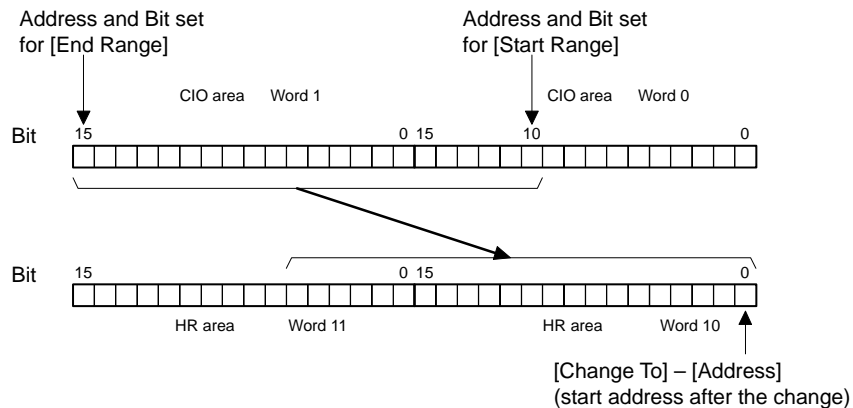 Address and Bit set
for [End Range]
Address and Bit set
for [Start Range]
CIO area Word 1
CIO area Word 0
Bit
15
0 15
10
0
Bit
15
0 15
0
HR area Word 11
HR area Word 10
[Change To] – [Address]
(start address after the change)